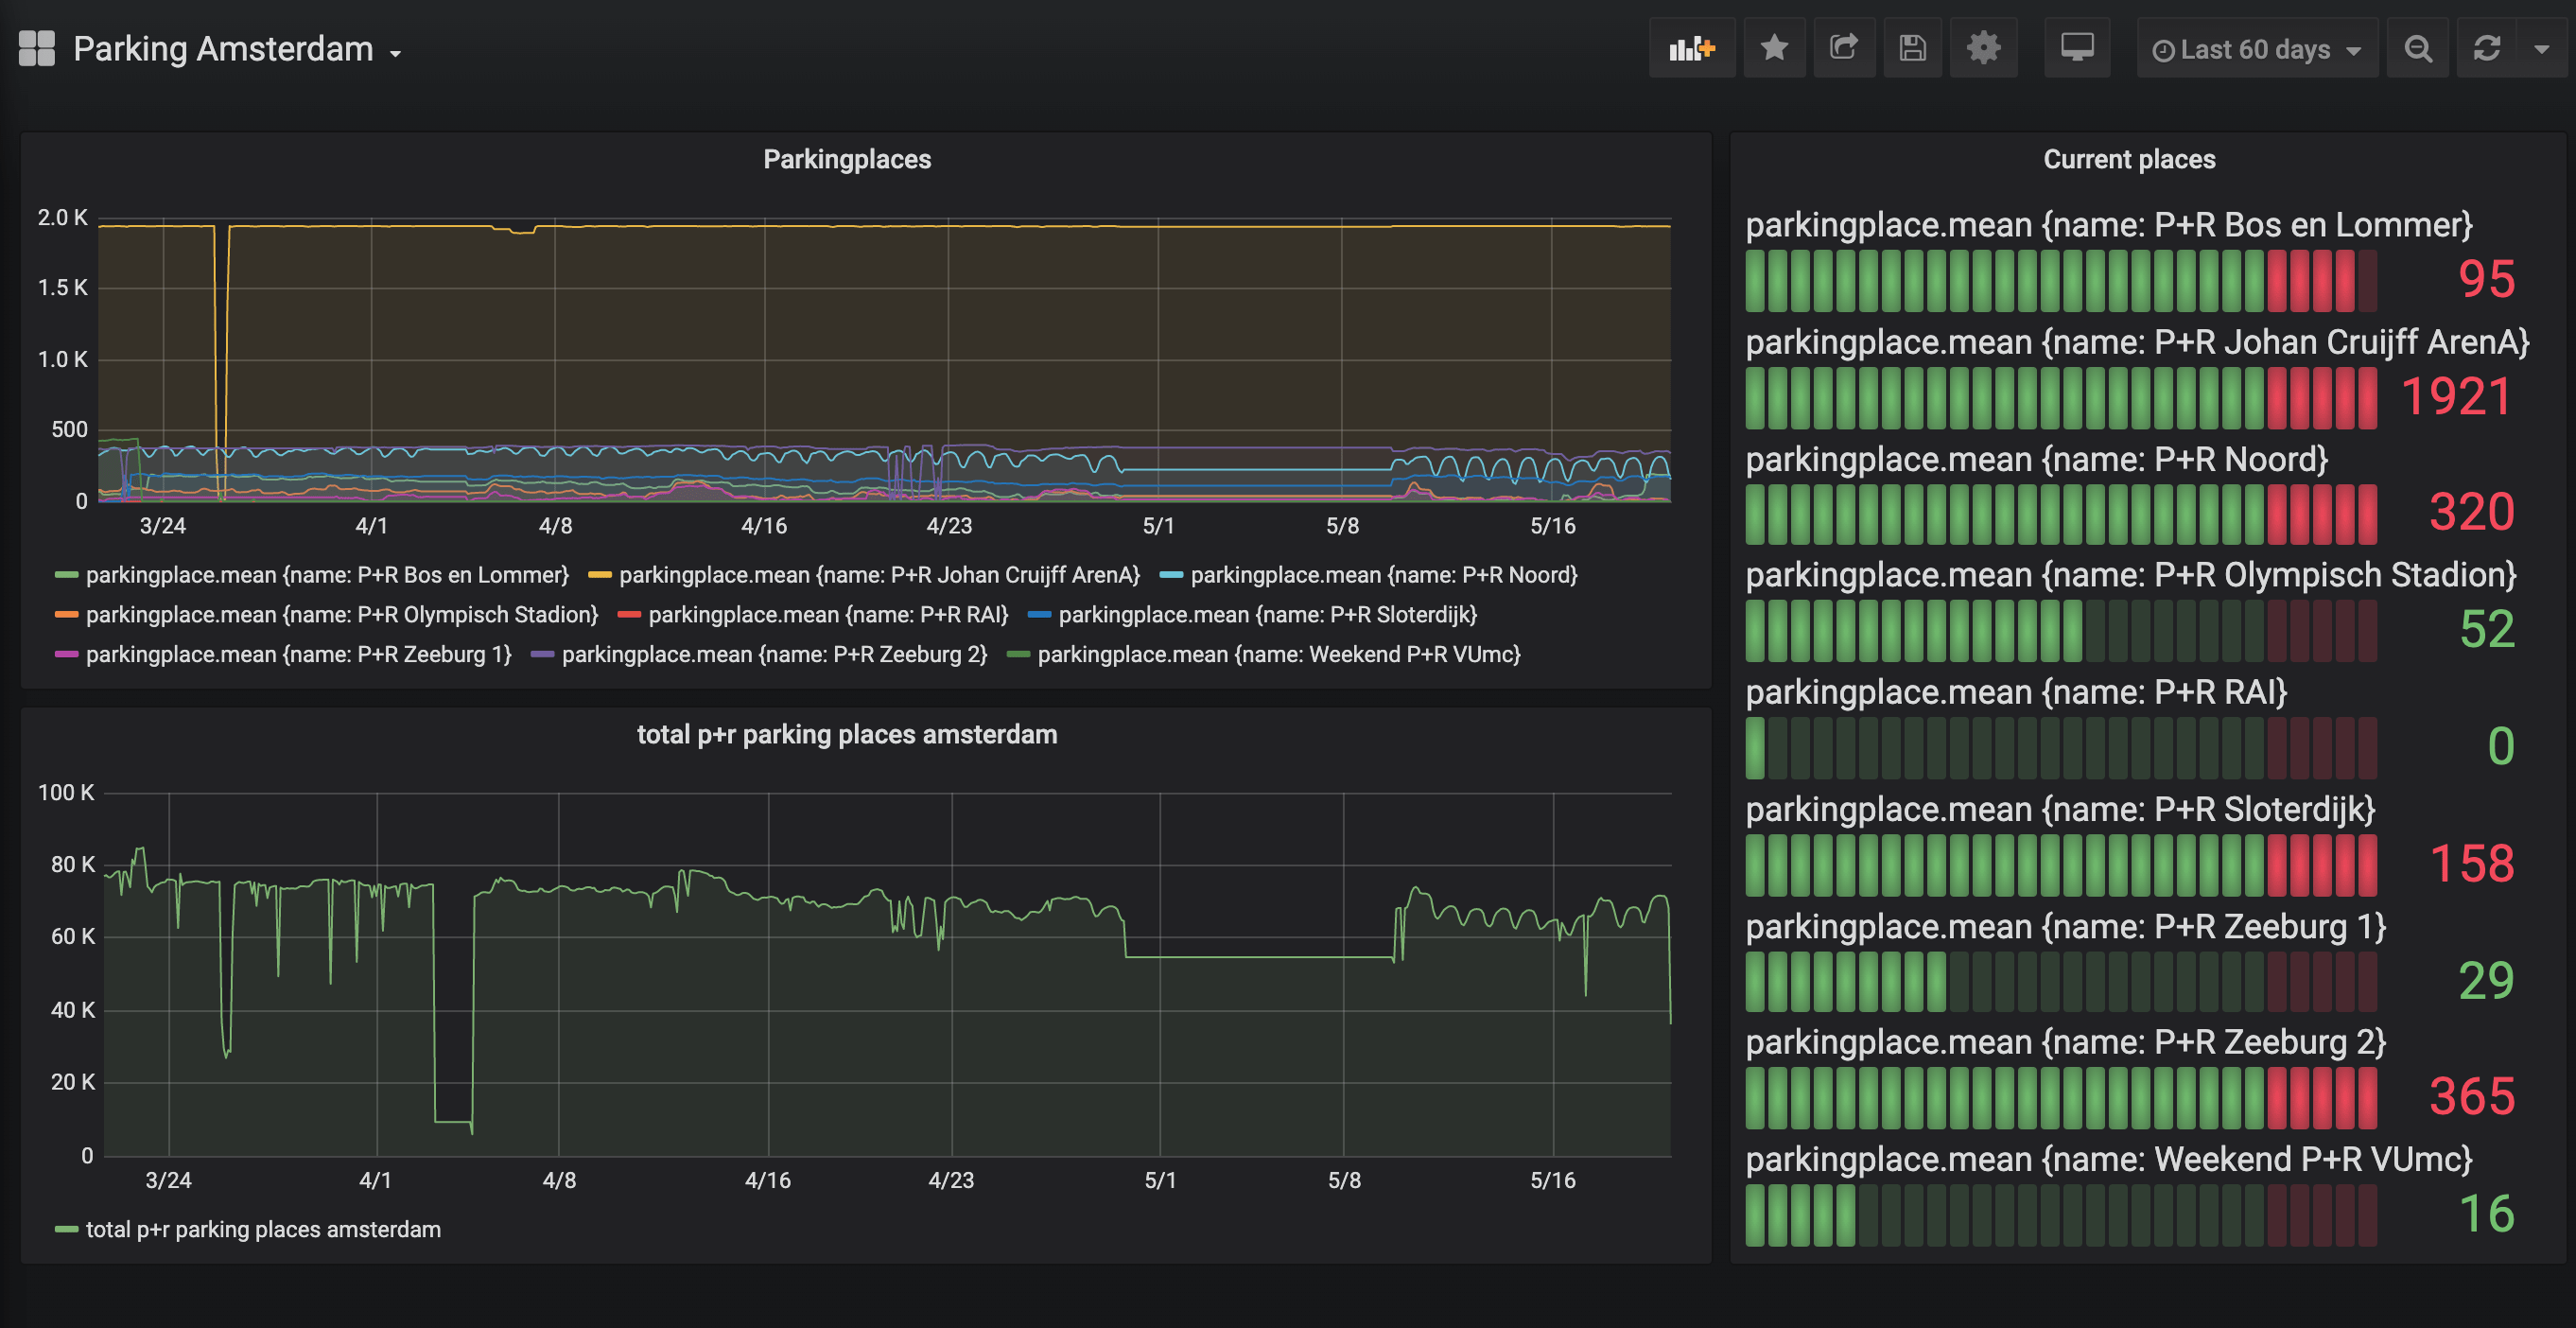 Parking Amsterdam
Last 60 days
Parkingplaces
2.0 K
1.5 K
1.0 K
500
0
3/24 4/1 4/8 4/16 4/23 5/1 5/8 5/16
parkingplace.mean {name: P+R Bos en Lommer} parkingplace.mean {name: P+R Johan Cruijff ArenA} parkingplace.mean {name: P+R Noord}
parkingplace.mean {name: P+R Olympisch Stadion} parkingplace.mean {name: P+R RAI} parkingplace.mean {name: P+R Sloterdijk}
parkingplace.mean {name: P+R Zeeburg 1} parkingplace.mean {name: P+R Zeeburg 2} parkingplace.mean {name: Weekend P+R VUmc}
total p+r parking places amsterdam
100 K
80 K
60 K
40 K
20 K
0
3/24 4/1 4/8 4/16 4/23 5/1 5/8 5/16
total p+r parking places amsterdam
Current places
parkingplace.mean {name: P+R Bos en Lommer}
95
parkingplace.mean {name: P+R Johan Cruijff ArenA}
1921
parkingplace.mean {name: P+R Noord}
320
parkingplace.mean {name: P+R Olympisch Stadion}
52
parkingplace.mean {name: P+R RAI}
0
parkingplace.mean {name: P+R Sloterdijk}
158
parkingplace.mean {name: P+R Zeeburg 1}
29
parkingplace.mean {name: P+R Zeeburg 2}
365
parkingplace.mean {name: Weekend P+R VUmc}
16